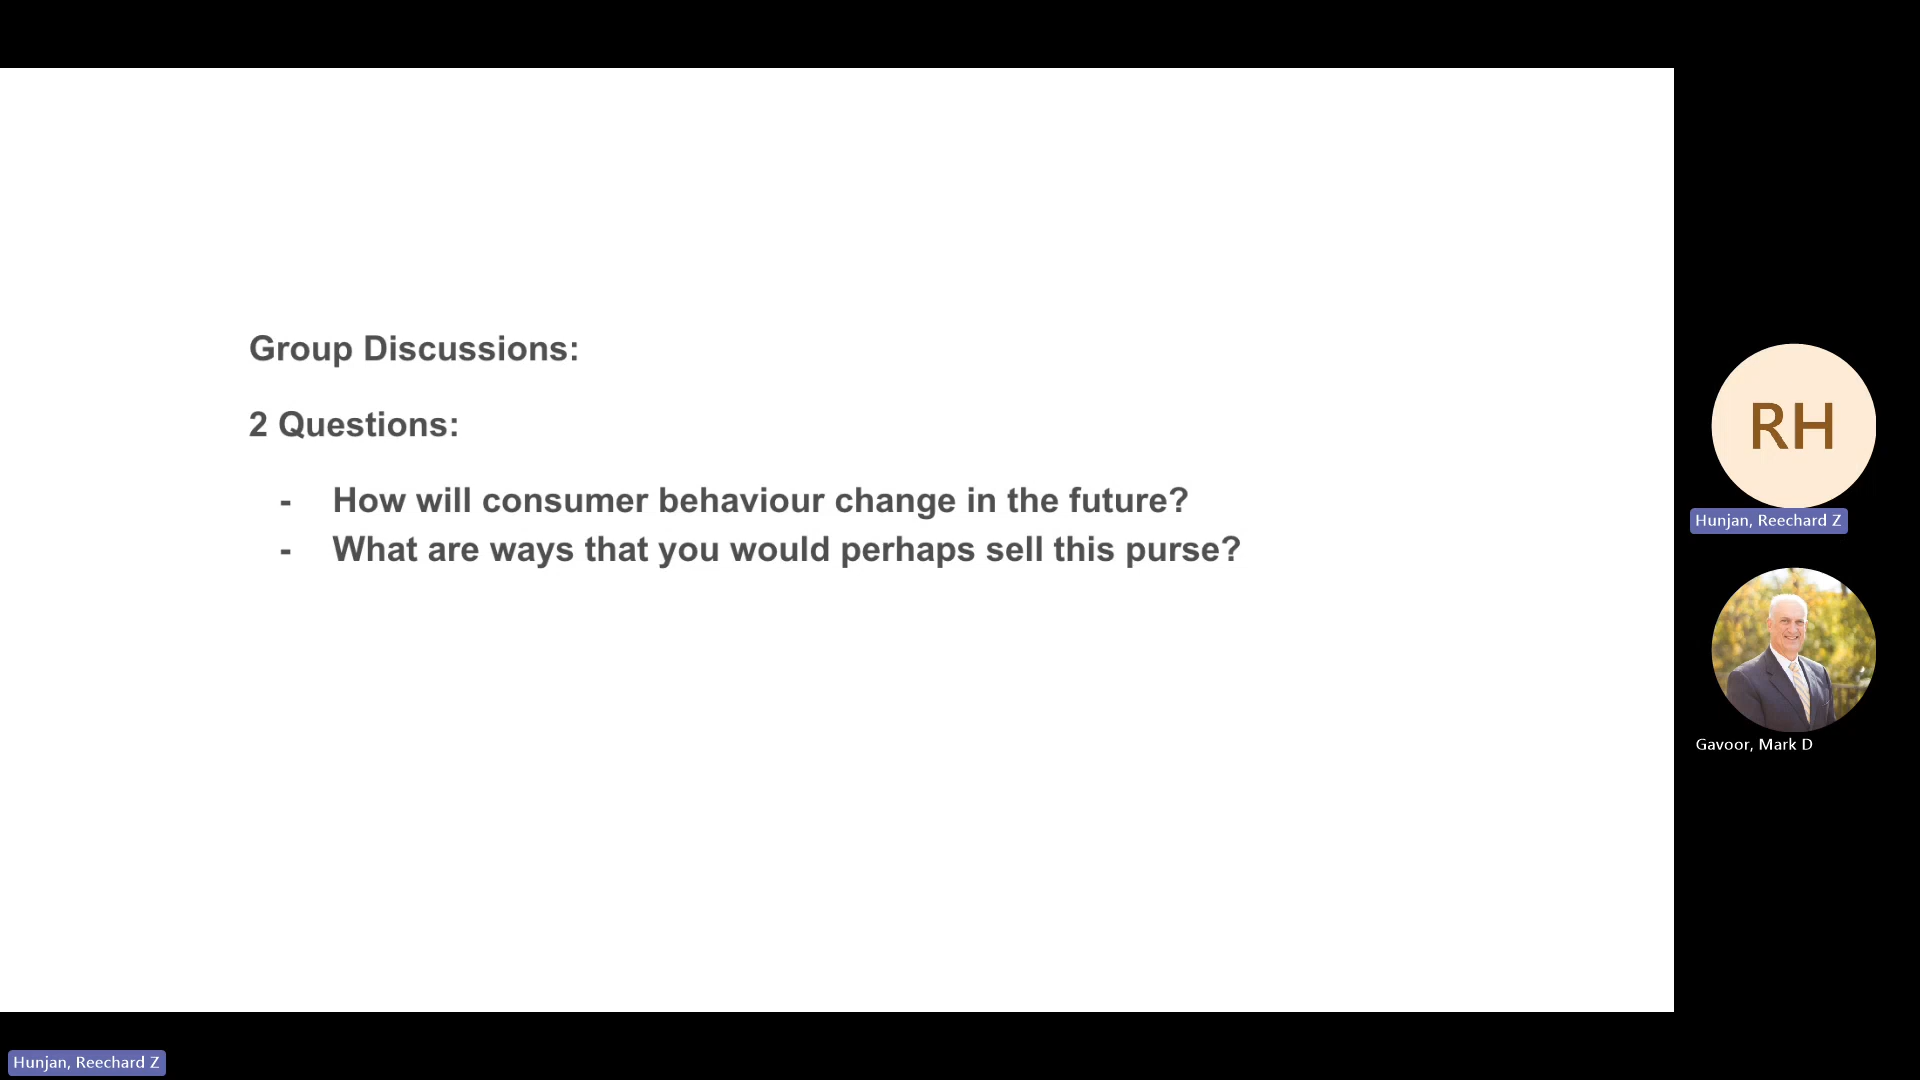 Group Discussions:
2 Questions:
- How will consumer behaviour change in the future?
- What are ways that you would perhaps sell this purse?
RH
Hunjan, Reechard Z
Gavoor, Mark D
Hunjan, Reechard Z